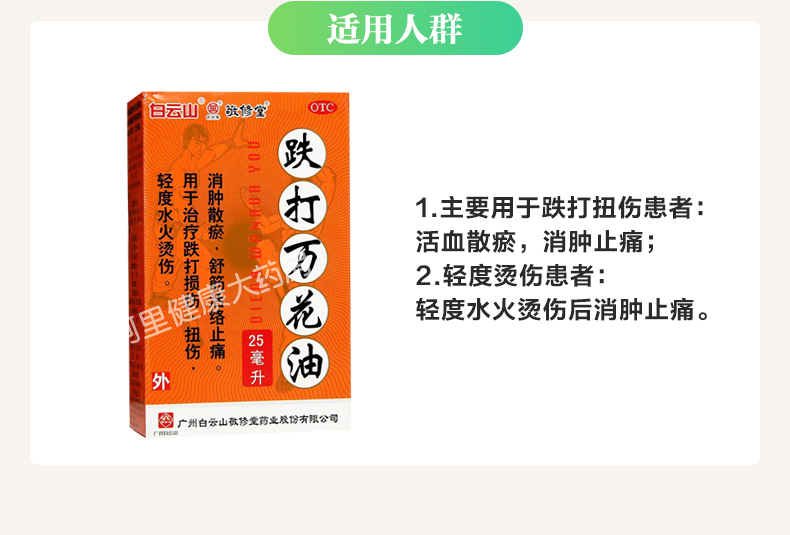 适用人群
白云山
敬修堂
OTC
跌打万花油
DIEDA WANHUA YOU
消肿散瘀，舒筋活络止痛。
用于治疗跌打损伤，扭伤，
轻度水火烫伤。
25毫升
外
广州白云山敬修堂药业股份有限公司
广药白云山
阿里健康大药房
1.主要用于跌打扭伤患者：
活血散瘀，消肿止痛；
2.轻度烫伤患者：
轻度水火烫伤后消肿止痛。